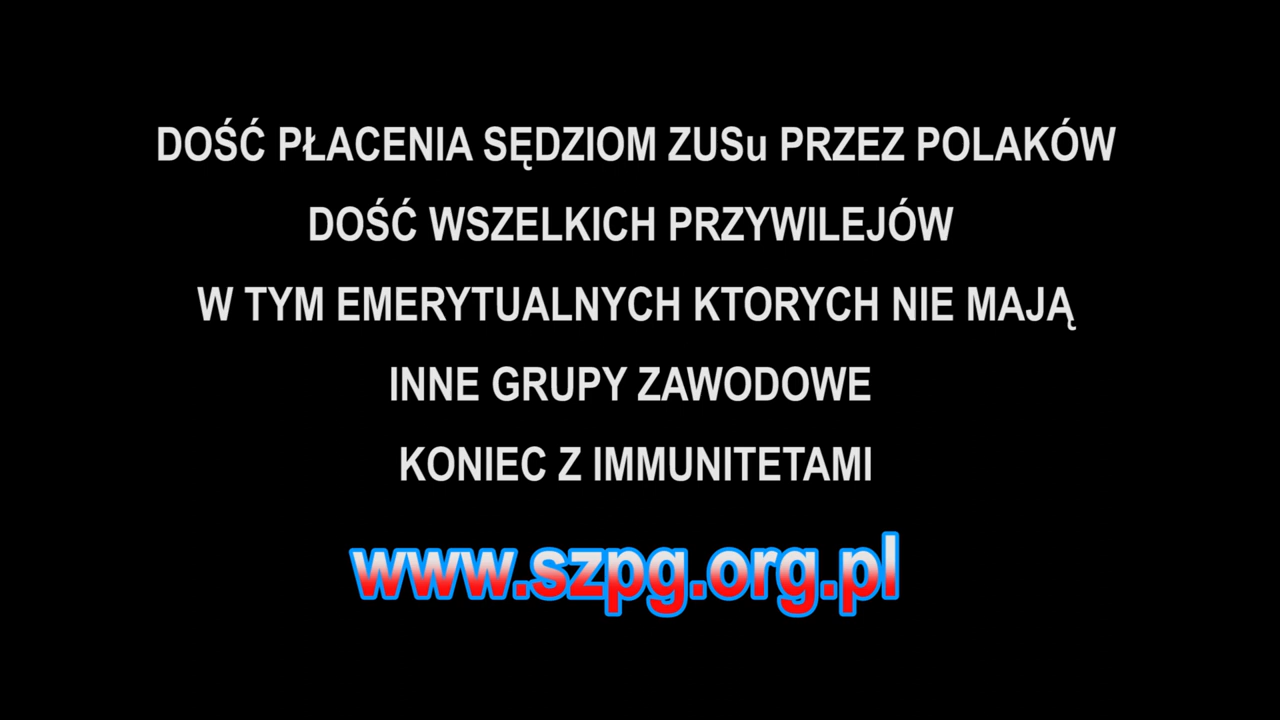 DOŚĆ PŁACENIA SĘDZIOM ZUSu PRZEZ POLAKÓW
DOŚĆ WSZELKICH PRZYWILEJÓW
W TYM EMERYTUALNYCH KTORYCH NIE MAJĄ
INNE GRUPY ZAWODOWE
KONIEC Z IMMUNITETAMI
www.szpg.org.pl